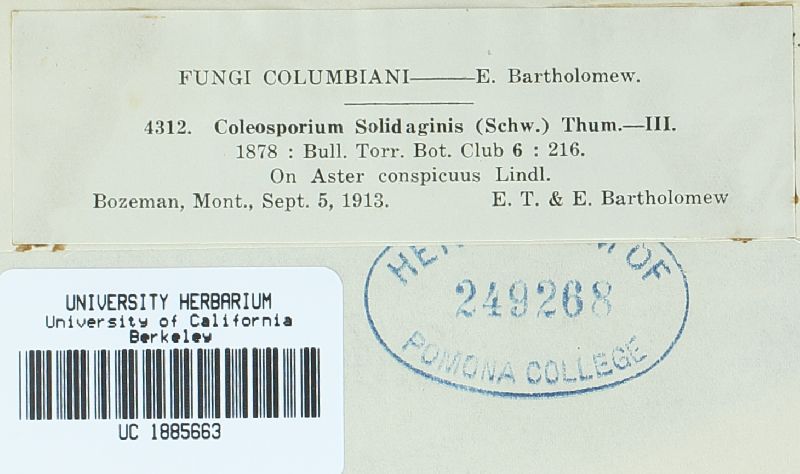 FUNGI COLUMBIANI———E. Bartholomew.
4312. Coleosporium Solidaginis (Schw.) Thum.—III.
1878 : Bull. Torr. Bot. Club 6 : 216.
On Aster conspicuus Lindl.
Bozeman, Mont., Sept. 5, 1913. E. T. & E. Bartholomew
OF
249268
POMONA COLLEGE
UNIVERSITY HERBARIUM
University of California
Berkeley
UC 1885663